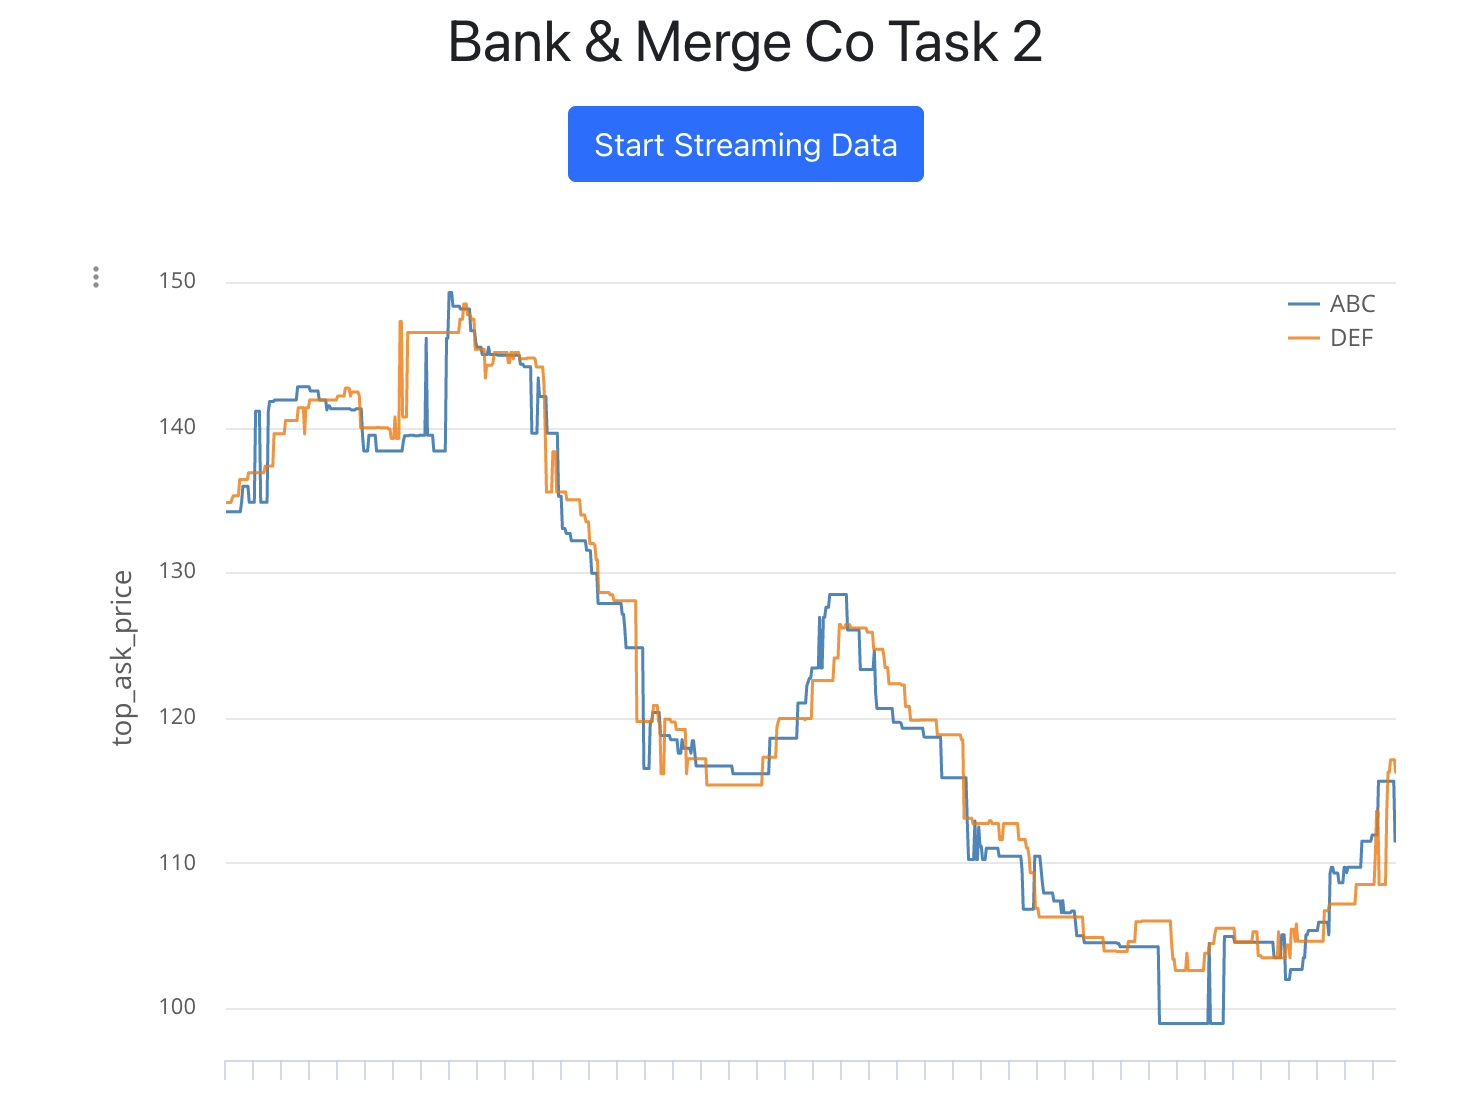 Bank & Merge Co Task 2
Start Streaming Data
150
ABC
DEF
140
130
top_ask_price
120
110
100